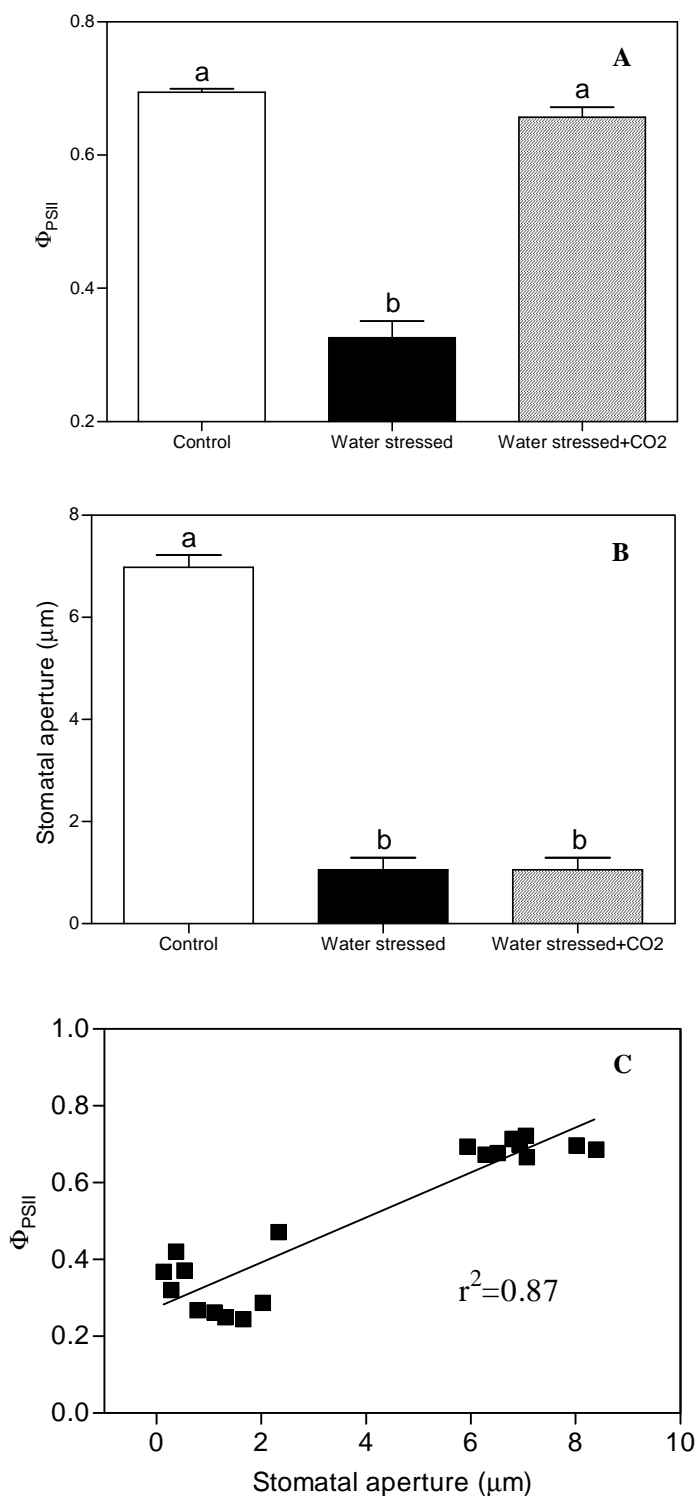 0.8
A
a
a
0.6
ΦPSII
0.4
b
0.2
Control
Water stressed
Water stressed+CO2
8
a
B
6
Stomatal aperture (μm)
4
2
b
b
0
Control
Water stressed
Water stressed+CO2
1.0
C
0.8
0.6
ΦPSII
0.4
r²=0.87
0.2
0.0
0 2 4 6 8 10
Stomatal aperture (μm)